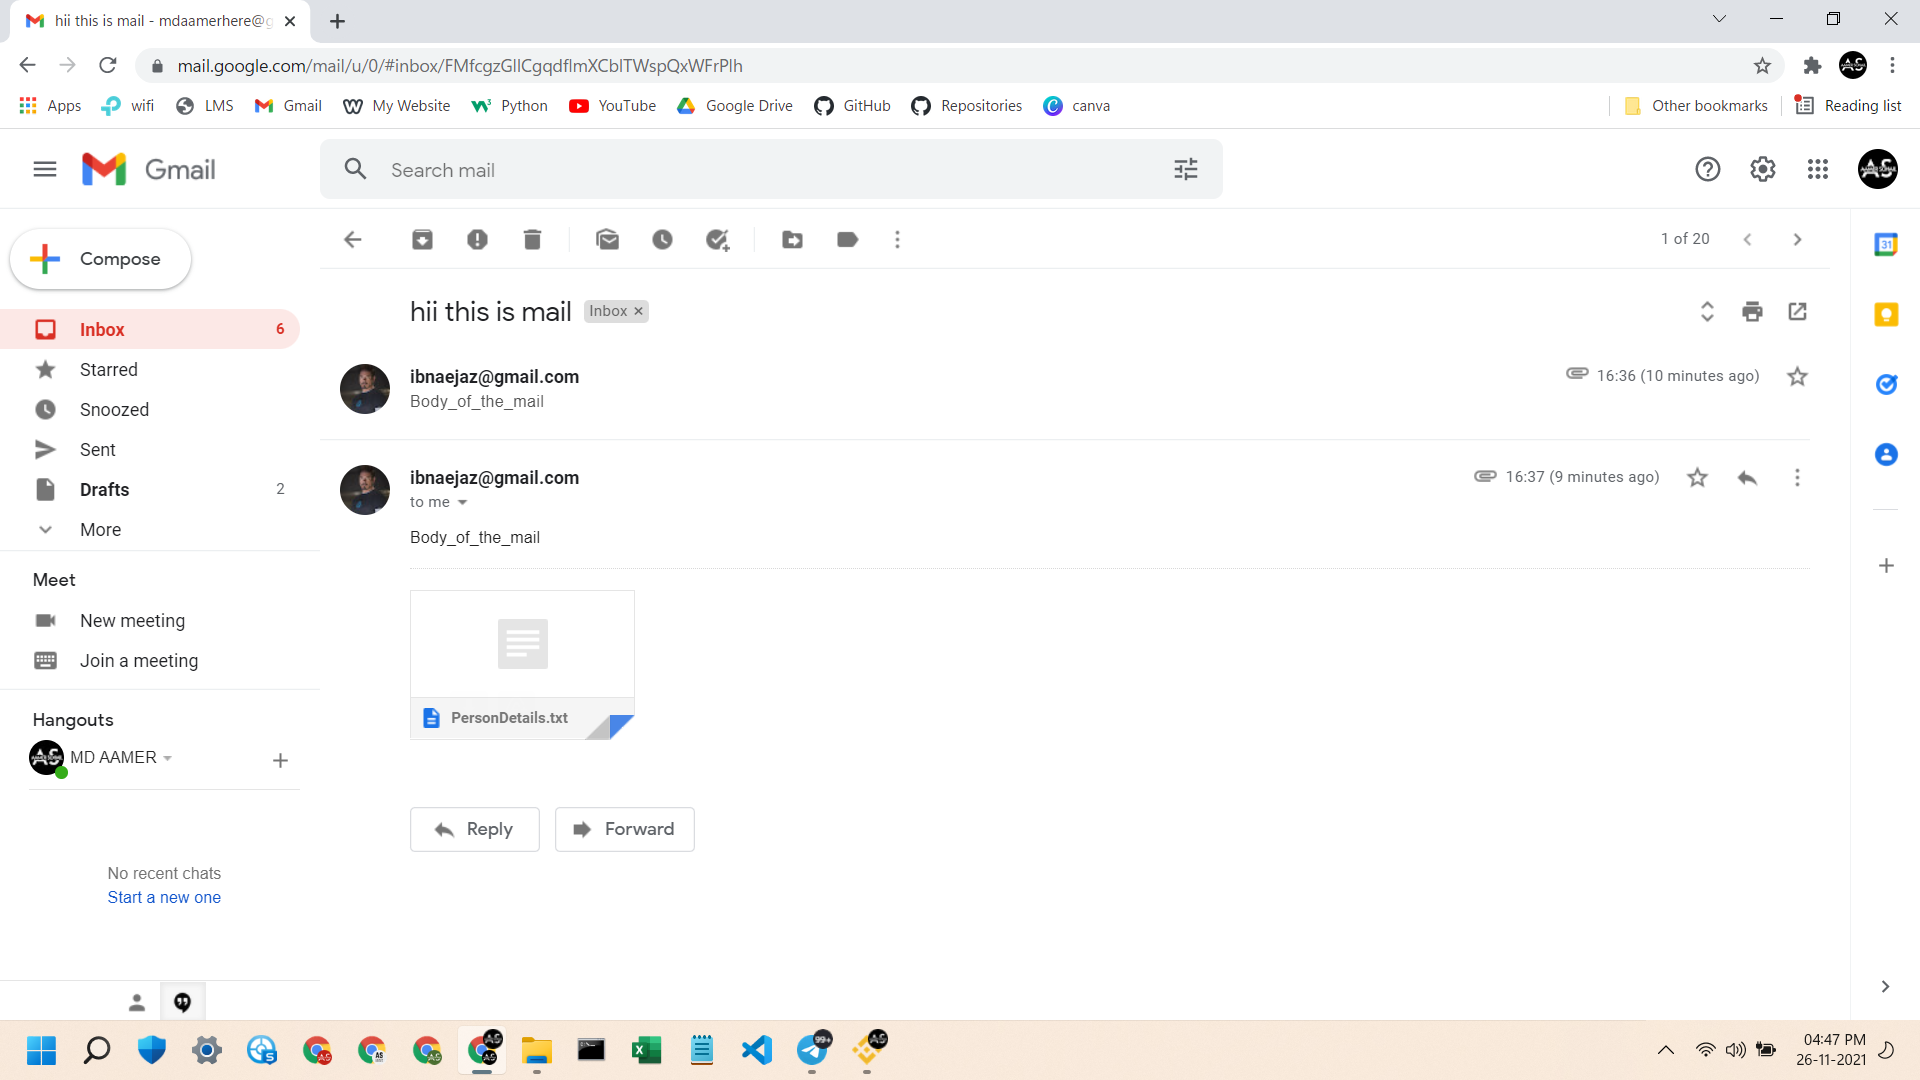 hii this is mail - mdaamerhere@g
mail.google.com/mail/u/0/#inbox/FMfcgzGllCgqdflmXCblTWspQxWFrPlh
Apps wifi LMS Gmail My Website Python YouTube Google Drive GitHub Repositories canva Other bookmarks Reading list
Gmail
Search mail
Compose
1 of 20
hii this is mail Inbox
Inbox 6
Starred
Snoozed
Sent
Drafts 2
More
ibnaejaz@gmail.com 16:36 (10 minutes ago)
Body_of_the_mail
ibnaejaz@gmail.com 16:37 (9 minutes ago)
to me
Body_of_the_mail
PersonDetails.txt
Reply Forward
Meet
New meeting
Join a meeting
Hangouts
MD AAMER
No recent chats
Start a new one
31
AS
99+
04:47 PM
26-11-2021